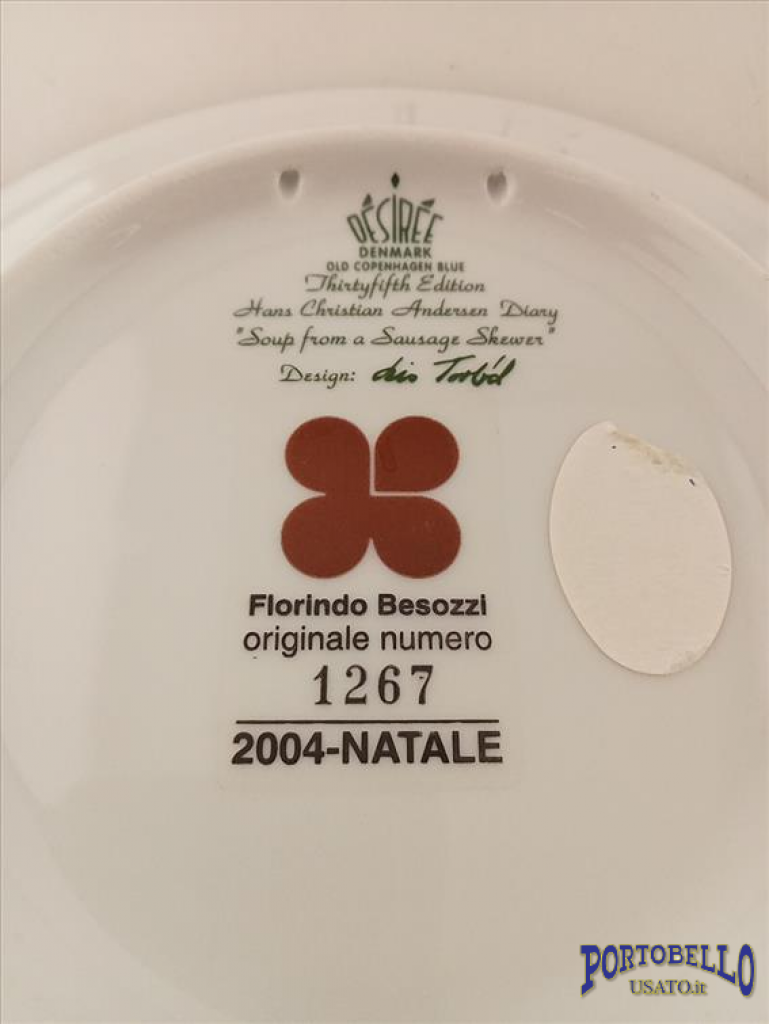 DÉSIRÉE
DENMARK
OLD COPENHAGEN BLUE
Thirtyfifth Edition
Hans Christian Andersen Diary
"Soup from a Sausage Skewer"
Design:
Florindo Besozzi
originale numero
1267
2004-NATALE
PORTOBELLO
USATO.it